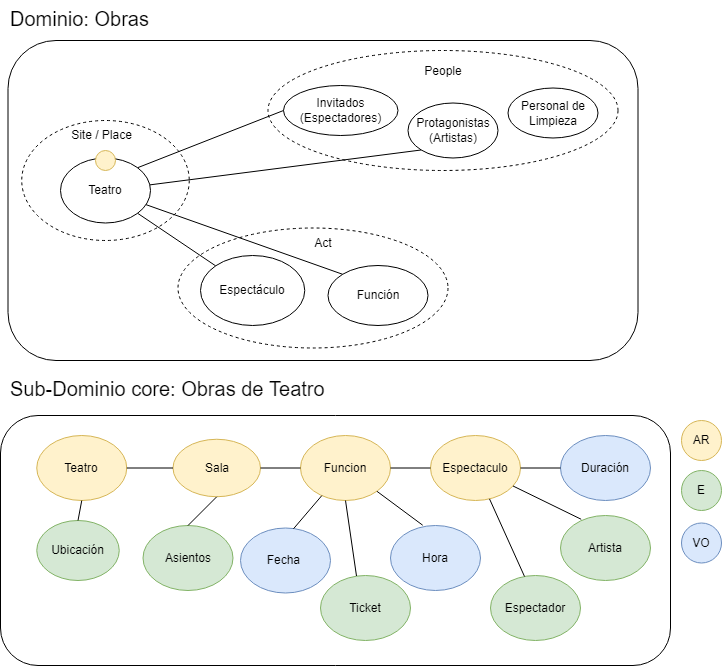 Dominio: Obras
People
Invitados
(Espectadores)
Protagonistas
(Artistas)
Personal de
Limpieza
Site / Place
Teatro
Act
Espectáculo
Función
Sub-Dominio core: Obras de Teatro
Teatro
Sala
Funcion
Espectaculo
Duración
AR
Ubicación
Asientos
Fecha
Hora
Artista
E
Ticket
Espectador
VO